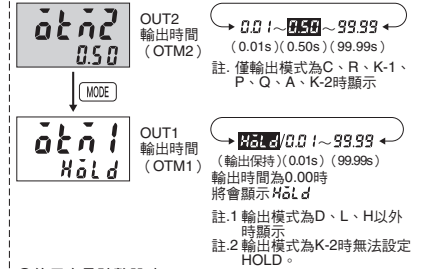 otm2
0.50
OUT2
輸出時間
（OTM2）
0.01～0.50～99.99
（0.01s）（0.50s）（99.99s）
註. 僅輸出模式為C、R、K-1、
P、Q、A、K-2時顯示
MODE
otm1
HOLD
OUT1
輸出時間
（OTM1）
HOLD/0.01～99.99
（輸出保持）（0.01s）（99.99s）
輸出時間為0.00時
將會顯示HOLD
註.1 輸出模式為D、L、H以外
時顯示
註.2 輸出模式為K-2時無法設定
HOLD。